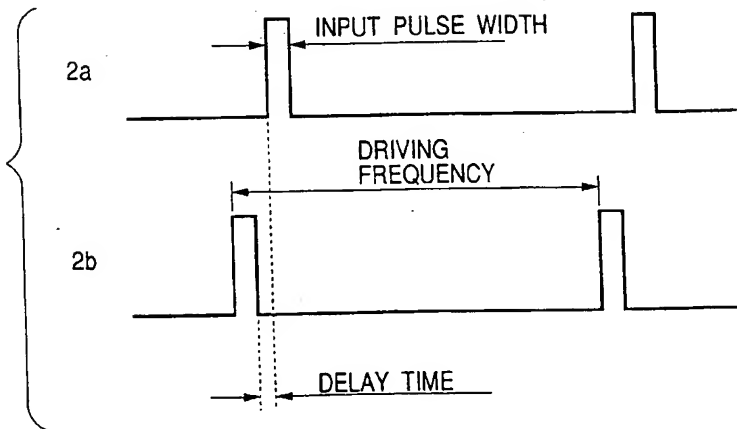 INPUT PULSE WIDTH
2a
DRIVING
FREQUENCY
2b
DELAY TIME